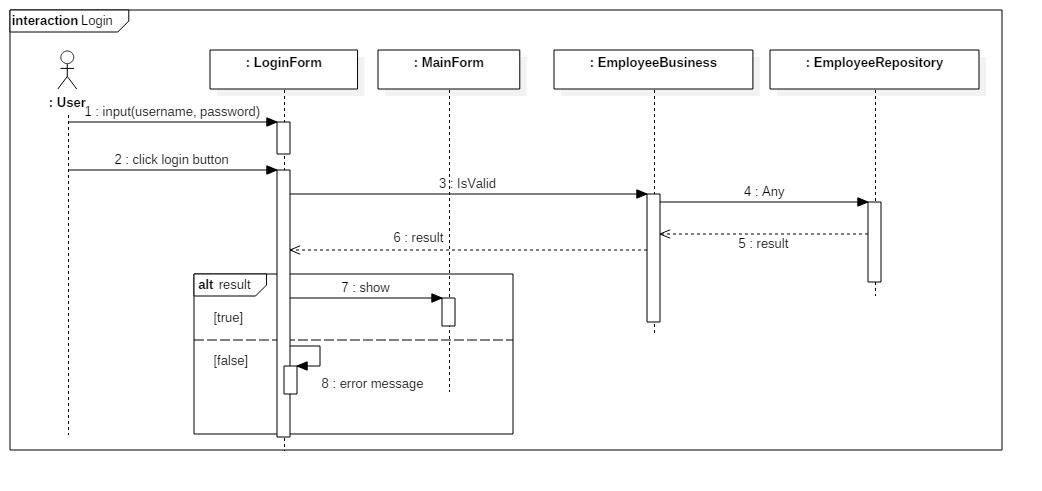 interaction Login
: User
: LoginForm
: MainForm
: EmployeeBusiness
: EmployeeRepository
1 : input(username, password)
2 : click login button
3 : IsValid
4 : Any
5 : result
6 : result
alt result
7 : show
[true]
[false]
8 : error message